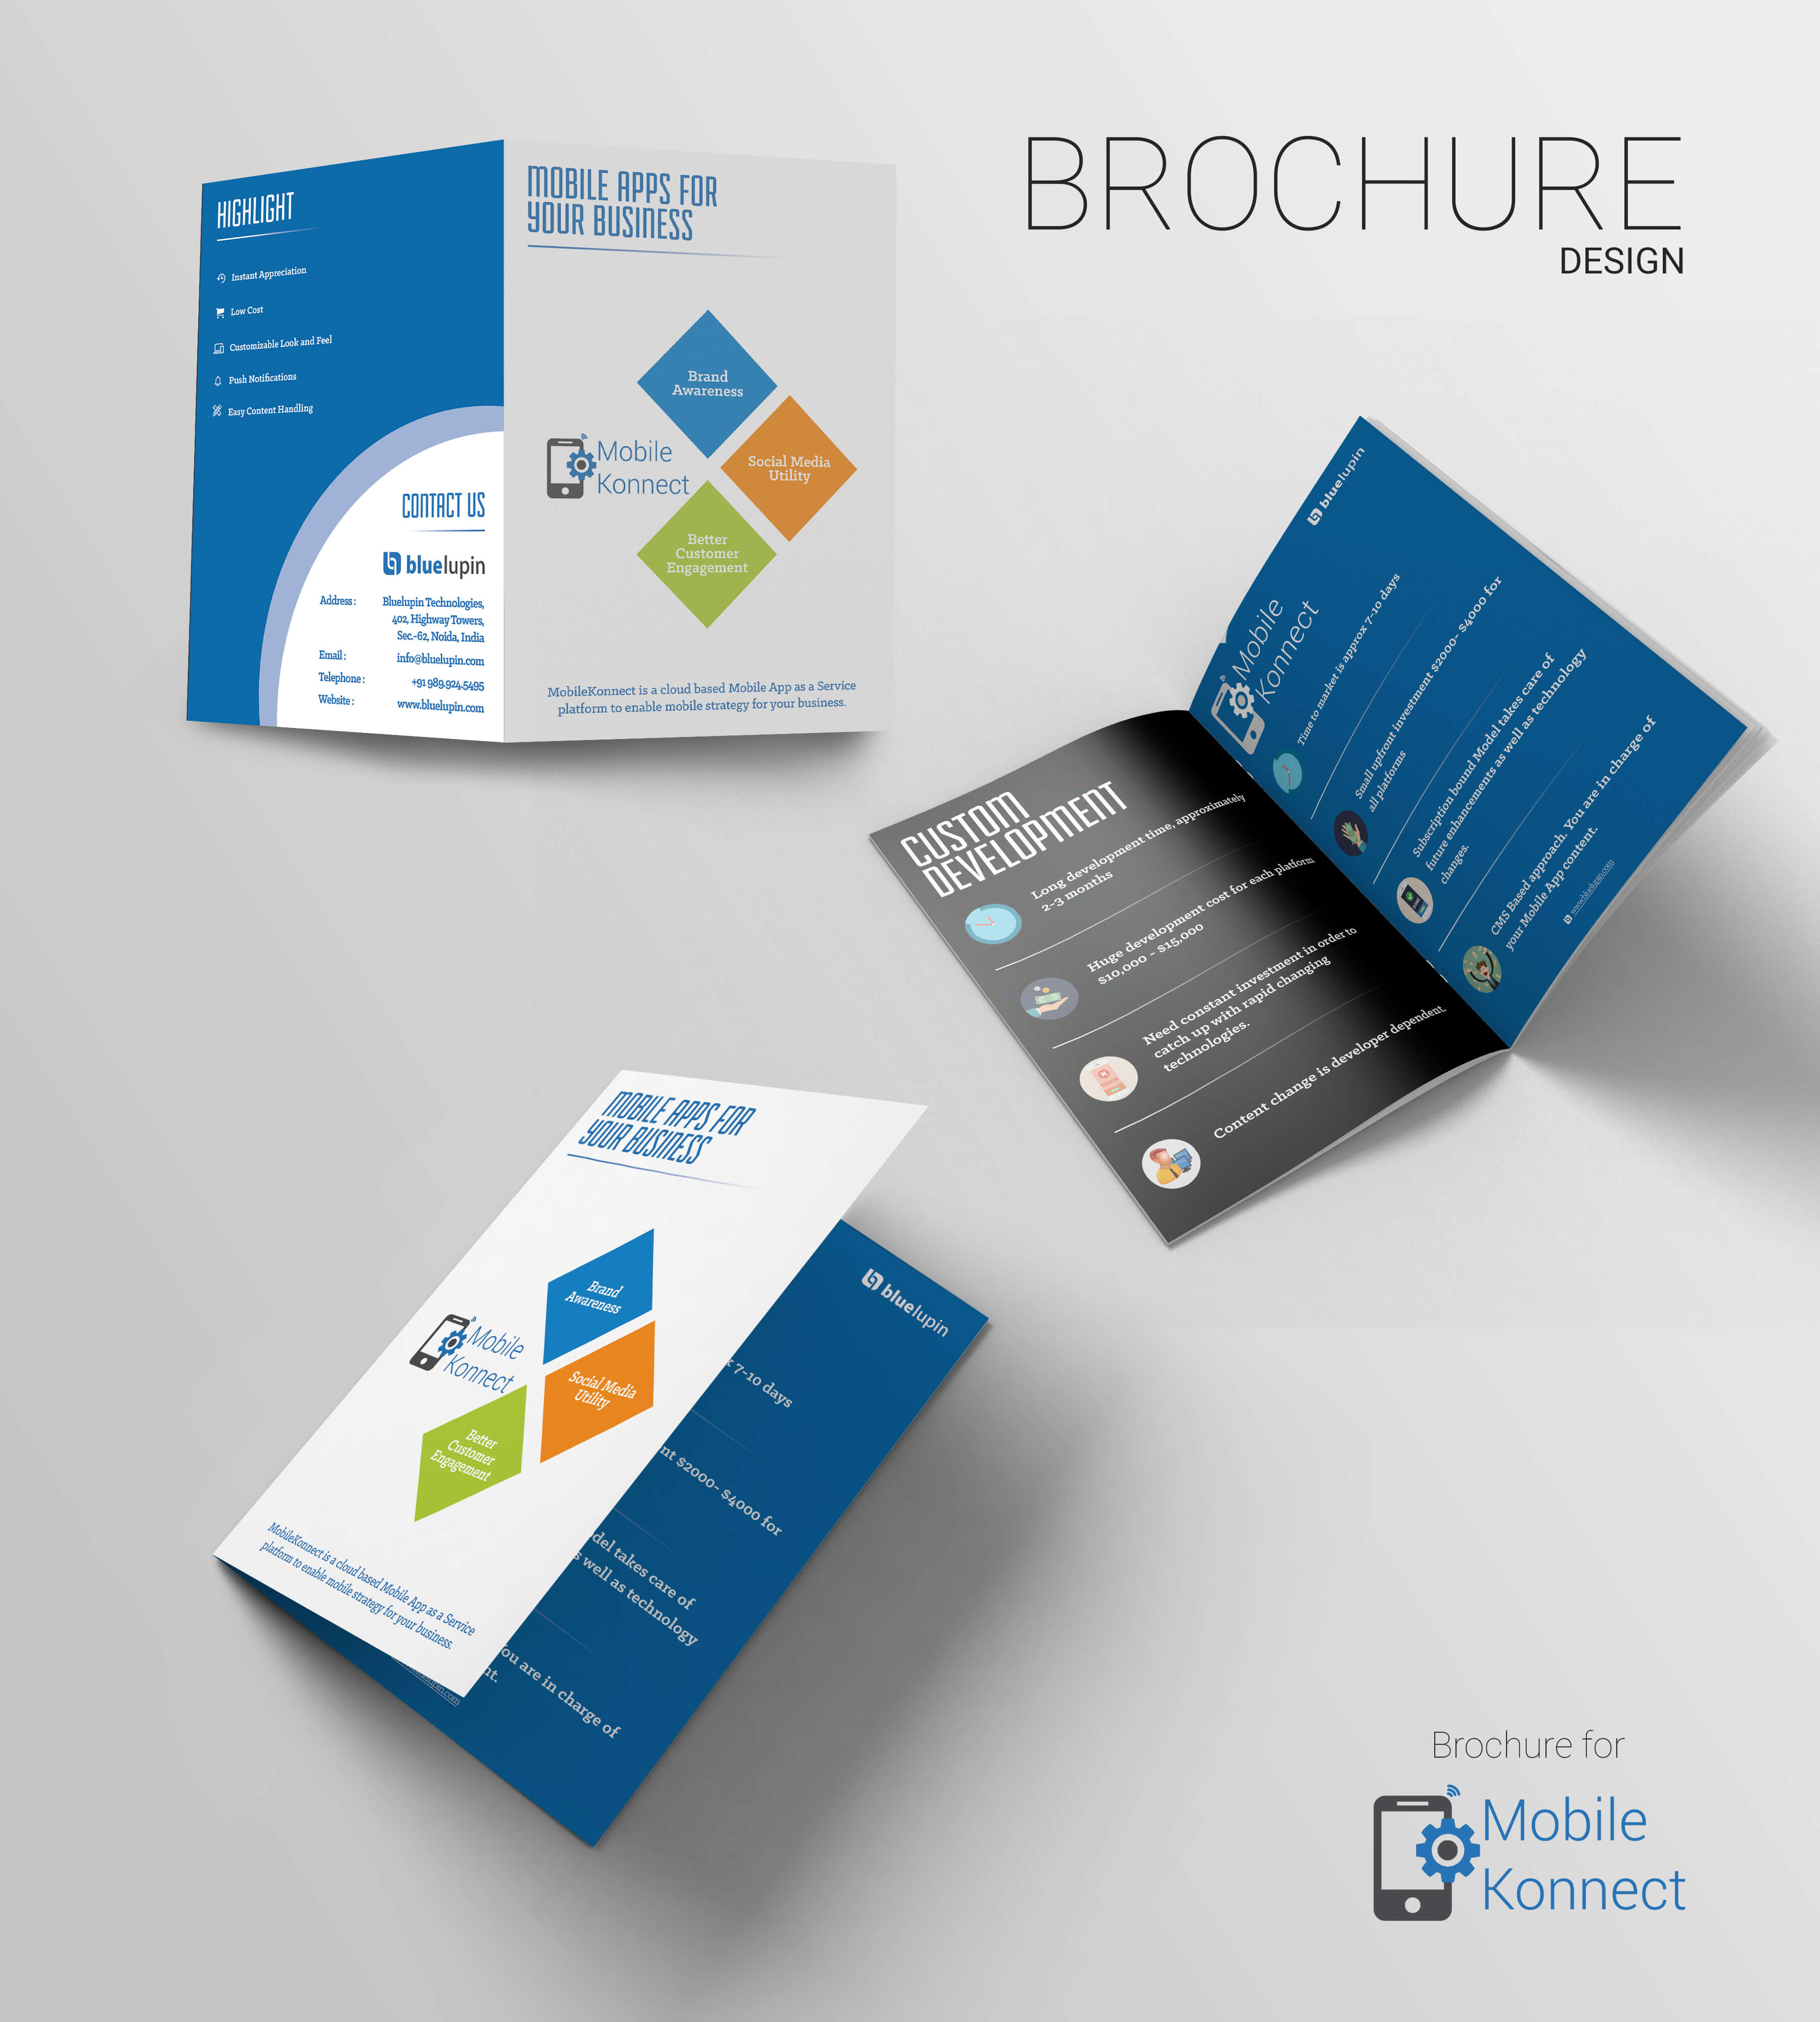 BROCHURE
DESIGN
HIGHLIGHT
Instant Appreciation
Low Cost
Customizable Look and Feel
Push Notifications
Easy Content Handling
CONTACT US
bluelupin
Address : Bluelupin Technologies,
402, Highway Towers,
Sec.-62, Noida, India
Email : info@bluelupin.com
Telephone : +91 989.924.5495
Website : www.bluelupin.com
MOBILE APPS FOR
YOUR BUSINESS
Brand
Awareness
Social Media
Utility
Mobile
Konnect
Better
Customer
Engagement
MobileKonnect is a cloud based Mobile App as a Service
platform to enable mobile strategy for your business.
CUSTOM
DEVELOPMENT
Long development time, approximately
2-3 months
Huge development cost for each platform
$10,000 - $15,000
Need constant investment in order to
catch up with rapid changing
technologies.
Content change is developer dependent.
bluelupin
Mobile
Konnect
Time to market is approx 7-10 days
Small upfront investment $2000- $4000 for
all platforms
Subscription bound Model takes care of
future enhancements as well as technology
changes.
CMS Based approach. You are in charge of
your Mobile App content.
www.bluelupin.com
MOBILE APPS FOR
YOUR BUSINESS
Brand
Awareness
Social Media
Utility
Mobile
Konnect
Better
Customer
Engagement
MobileKonnect is a cloud based Mobile App as a Service
platform to enable mobile strategy for your business.
bluelupin
7-10 days
nt $2000- $4000 for
del takes care of
s well as technology
ou are in charge of
nt.
lupin.com
Brochure for
Mobile
Konnect